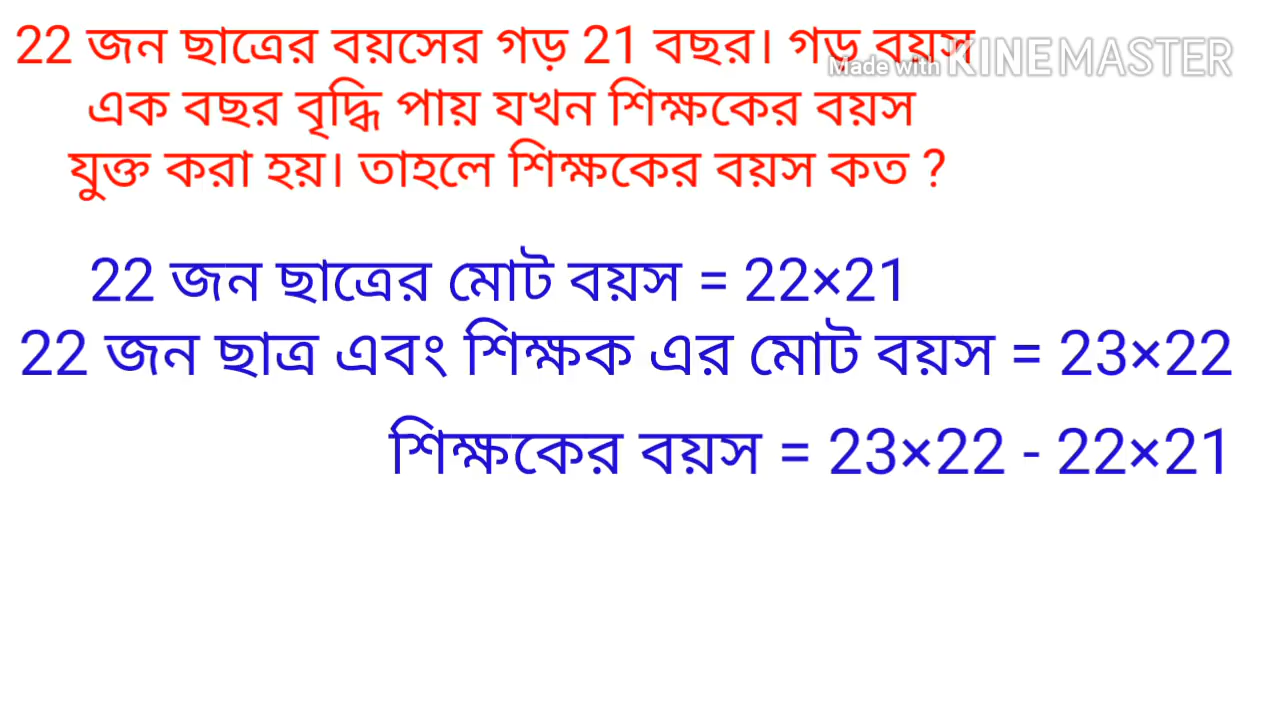 22 জন ছাত্রের বয়সের গড় 21 বছর। গড় বয়স
Made with KINEMASTER
এক বছর বৃদ্ধি পায় যখন শিক্ষকের বয়স
যুক্ত করা হয়। তাহলে শিক্ষকের বয়স কত ?
22 জন ছাত্রের মোট বয়স = 22×21
22 জন ছাত্র এবং শিক্ষক এর মোট বয়স = 23×22
শিক্ষকের বয়স = 23×22 - 22×21